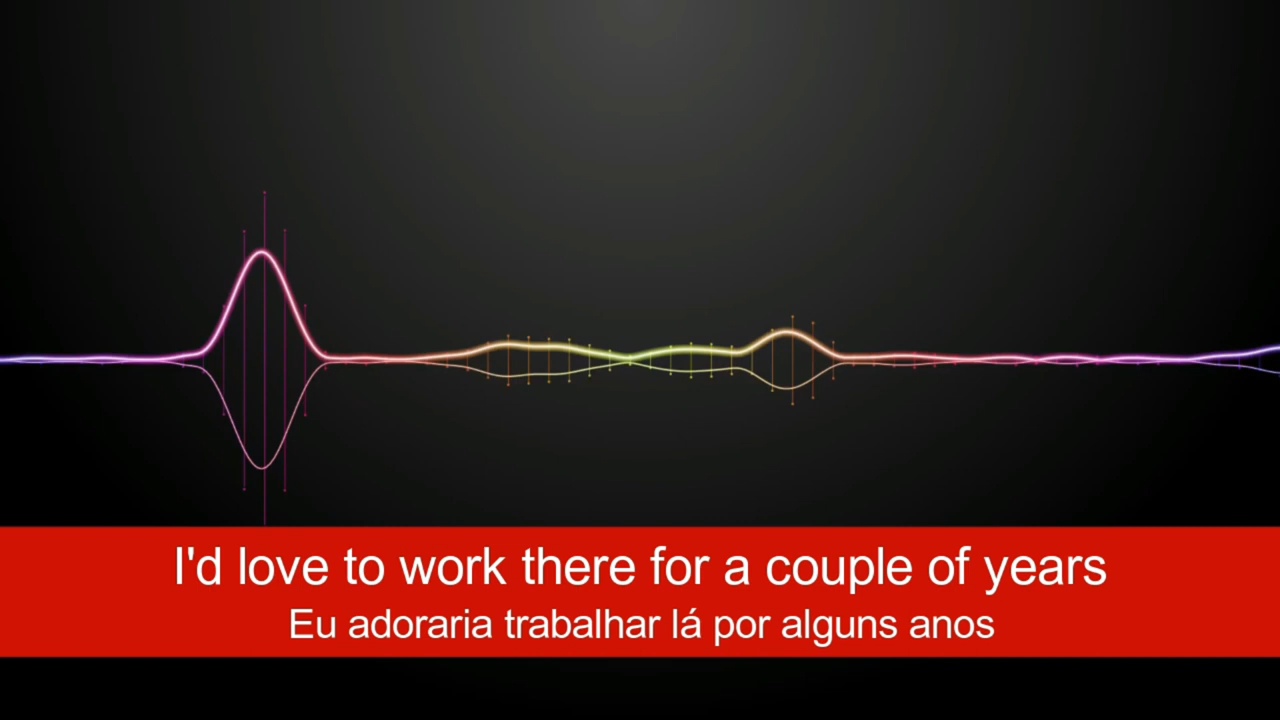 I'd love to work there for a couple of years
Eu adoraria trabalhar lá por alguns anos